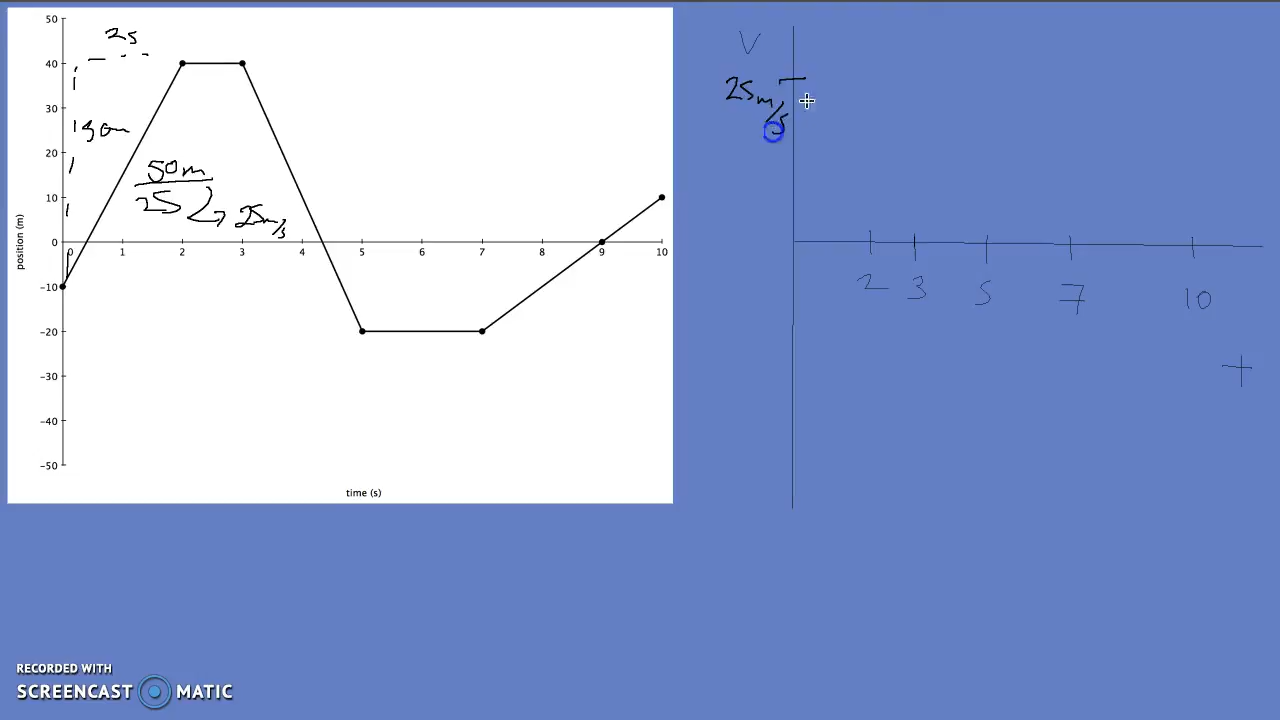 50
40
30
20
10
0
-10
-20
-30
-40
-50
position (m)
0 1 2 3 4 5 6 7 8 9 10
time (s)
2s
50m
50m
2s
25m/s
V
25m/s
2 3 5 7 10
t
RECORDED WITH
SCREENCAST MATIC